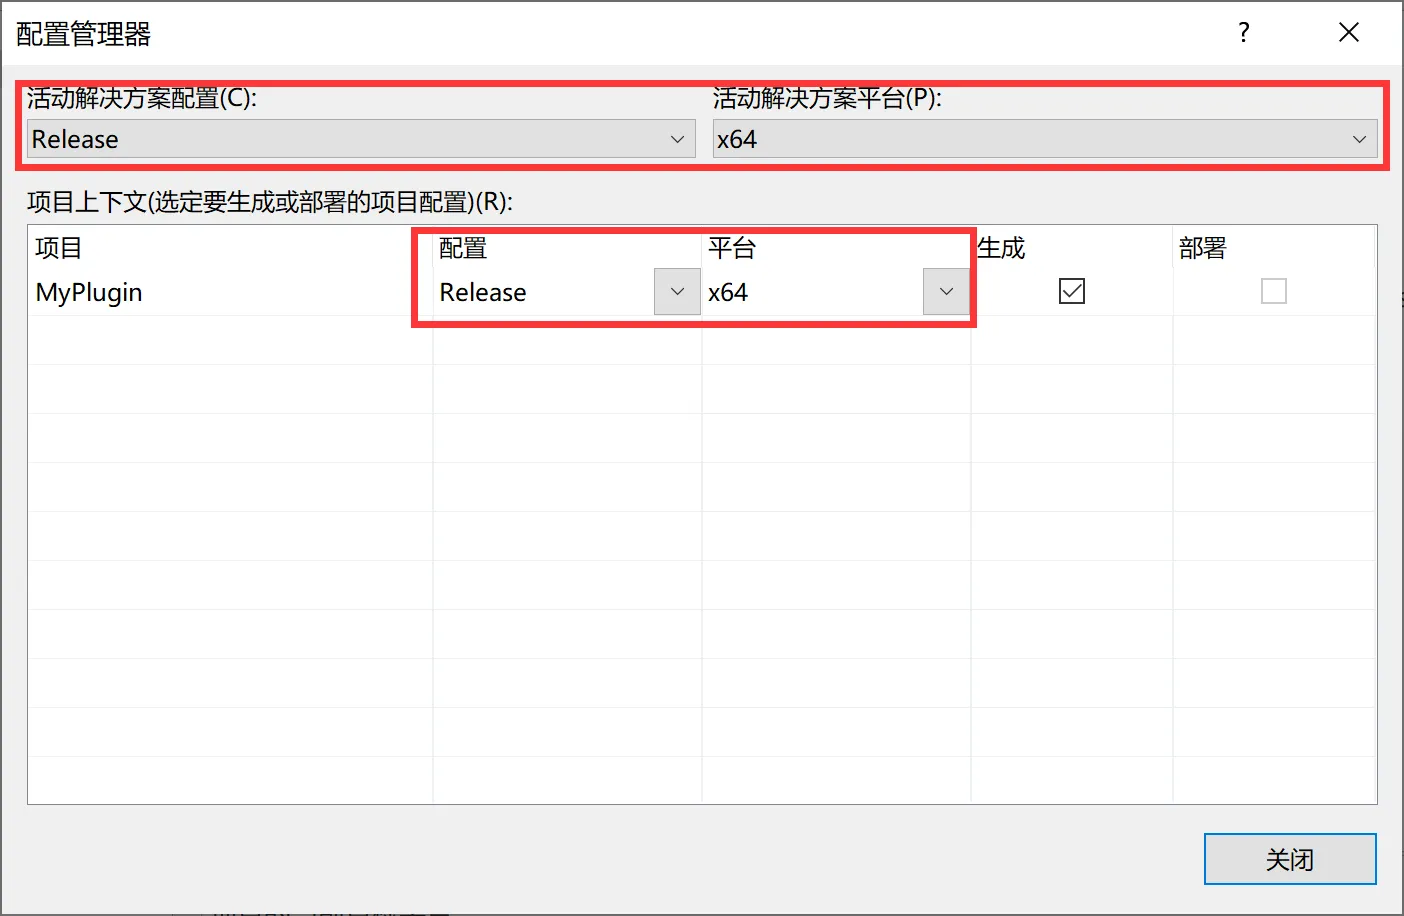 配置管理器
?
活动解决方案配置(C):
活动解决方案平台(P):
Release
x64
项目上下文(选定要生成或部署的项目配置)(R):
项目 配置 平台 生成 部署
MyPlugin Release x64
关闭